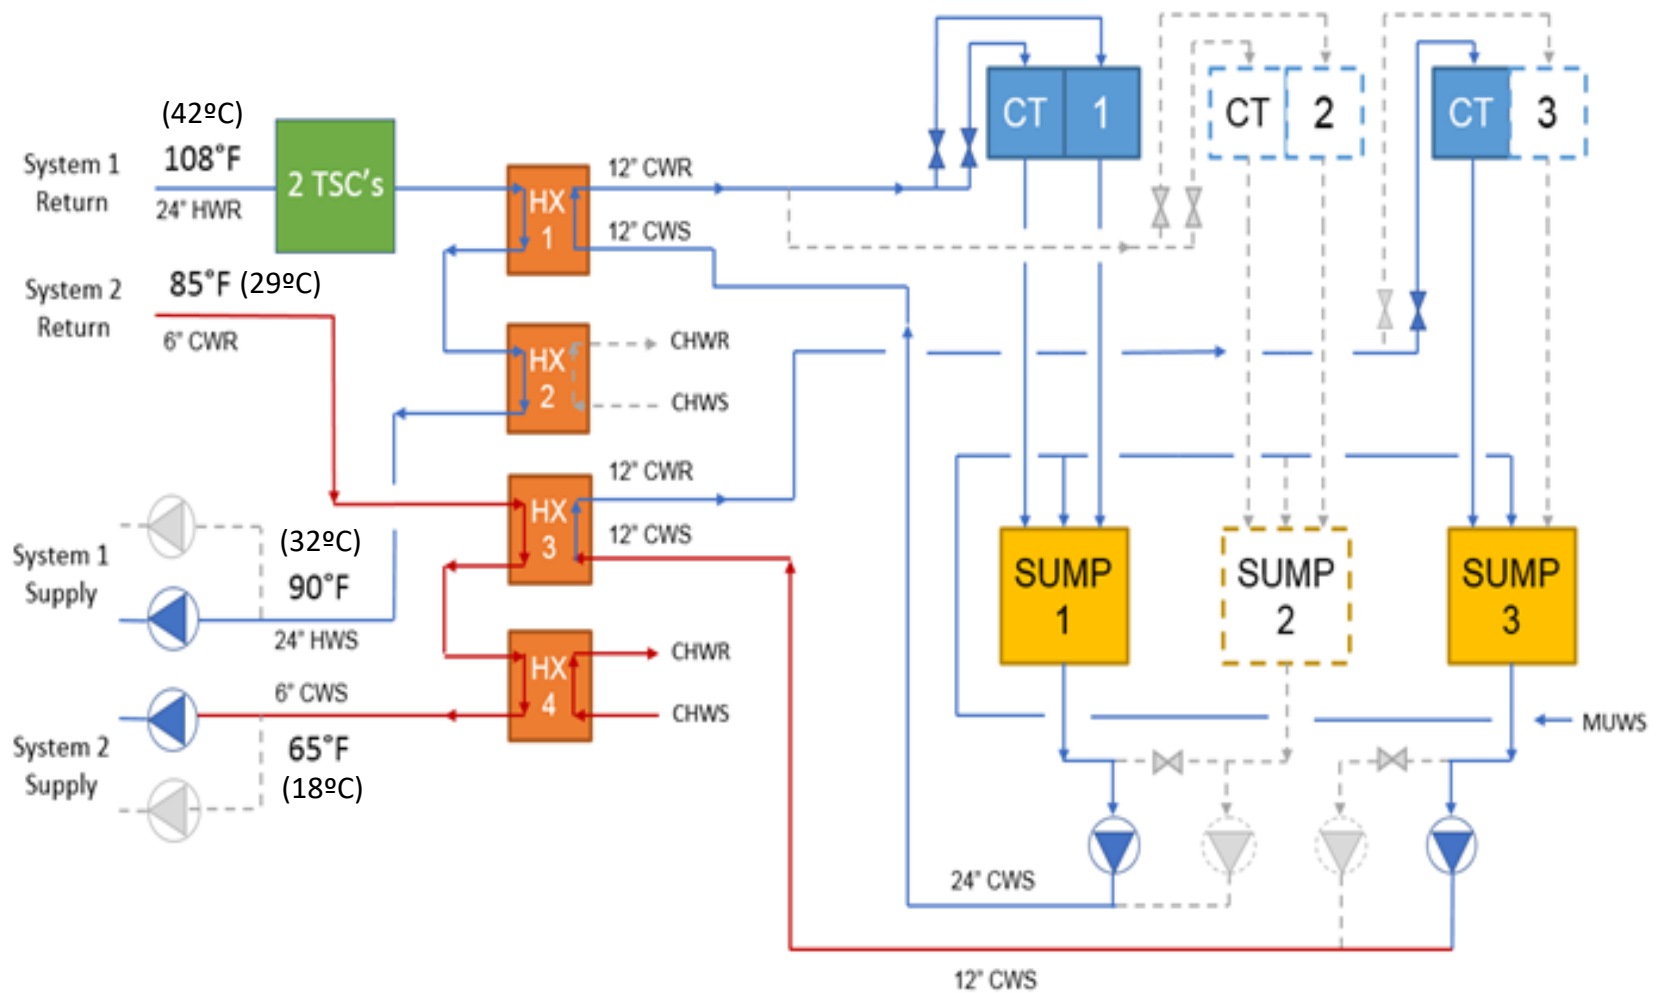 (42ºC)
System 1
Return
108°F
24" HWR
2 TSC's
System 2
Return
85°F (29ºC)
6" CWR
HX
1
12" CWR
12" CWS
HX
2
CHWR
CHWS
HX
3
12" CWR
12" CWS
HX
4
CHWR
CHWS
System 1
Supply
(32ºC)
90°F
24" HWS
6" CWS
System 2
Supply
65°F
(18ºC)
CT 1
CT 2
CT 3
SUMP
1
SUMP
2
SUMP
3
MUWS
24" CWS
12" CWS